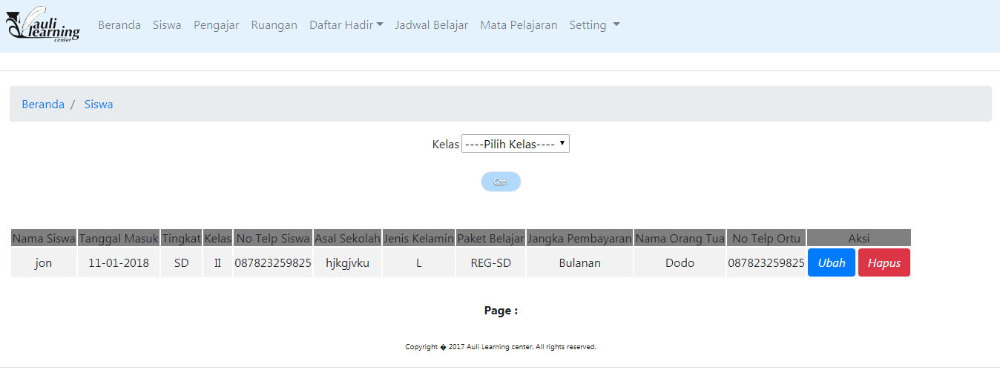 auli
learning
center
Beranda Siswa Pengajar Ruangan Daftar Hadir Jadwal Belajar Mata Pelajaran Setting
Beranda / Siswa
Kelas ----Pilih Kelas----
Cari
Nama Siswa Tanggal Masuk Tingkat Kelas No Telp Siswa Asal Sekolah Jenis Kelamin Paket Belajar Jangka Pembayaran Nama Orang Tua No Telp Ortu Aksi
jon 11-01-2018 SD II 087823259825 hjkgjvku L REG-SD Bulanan Dodo 087823259825 Ubah Hapus
Page :
Copyright � 2017 Auli Learning center. All rights reserved.